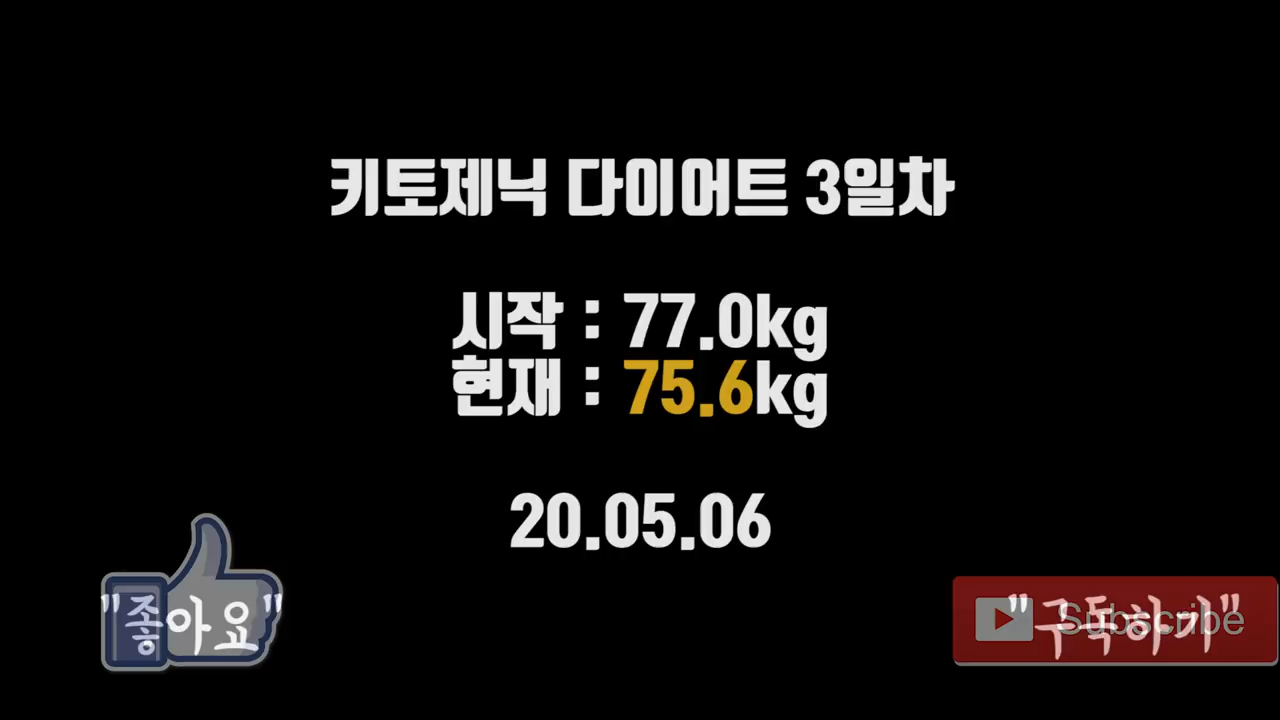 키토제닉 다이어트 3일차
시작 : 77.0kg
현재 : 75.6kg
20.05.06
"좋아요"
"구독하기"
Subscribe